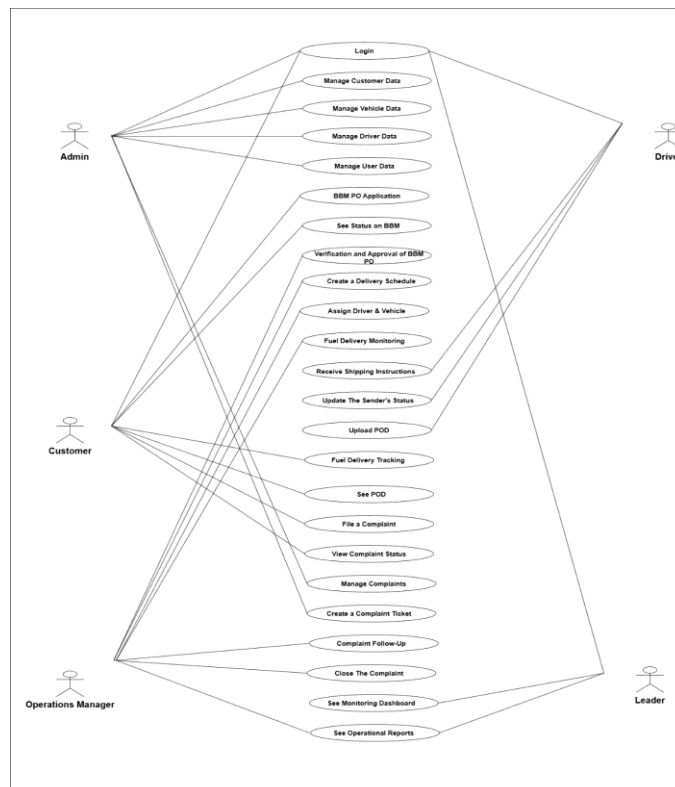 Login
Manage Customer Data
Manage Vehicle Data
Manage Driver Data
Manage User Data
BBM PO Application
See Status on BBM
Verification and Approval of BBM
PO
Create a Delivery Schedule
Assign Driver & Vehicle
Fuel Delivery Monitoring
Receive Shipping Instructions
Update The Sender's Status
Upload POD
Fuel Delivery Tracking
See POD
File a Complaint
View Complaint Status
Manage Complaints
Create a Complaint Ticket
Complaint Follow-Up
Close The Complaint
See Monitoring Dashboard
See Operational Reports
Admin
Customer
Operations Manager
Drive
Leader